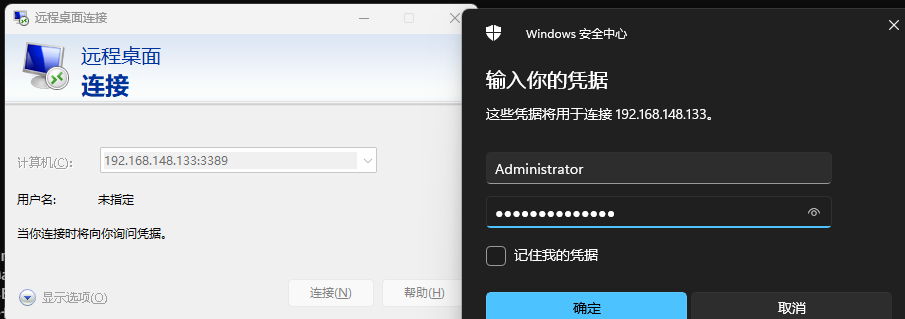 远程桌面连接
远程桌面
连接
计算机(C):
192.168.148.133:3389
用户名:
未指定
当你连接时将向你询问凭据。
显示选项(O)
连接(N)
帮助(H)
Windows 安全中心
输入你的凭据
这些凭据将用于连接 192.168.148.133。
Administrator
●●●●●●●●●●●●●●
记住我的凭据
确定
取消